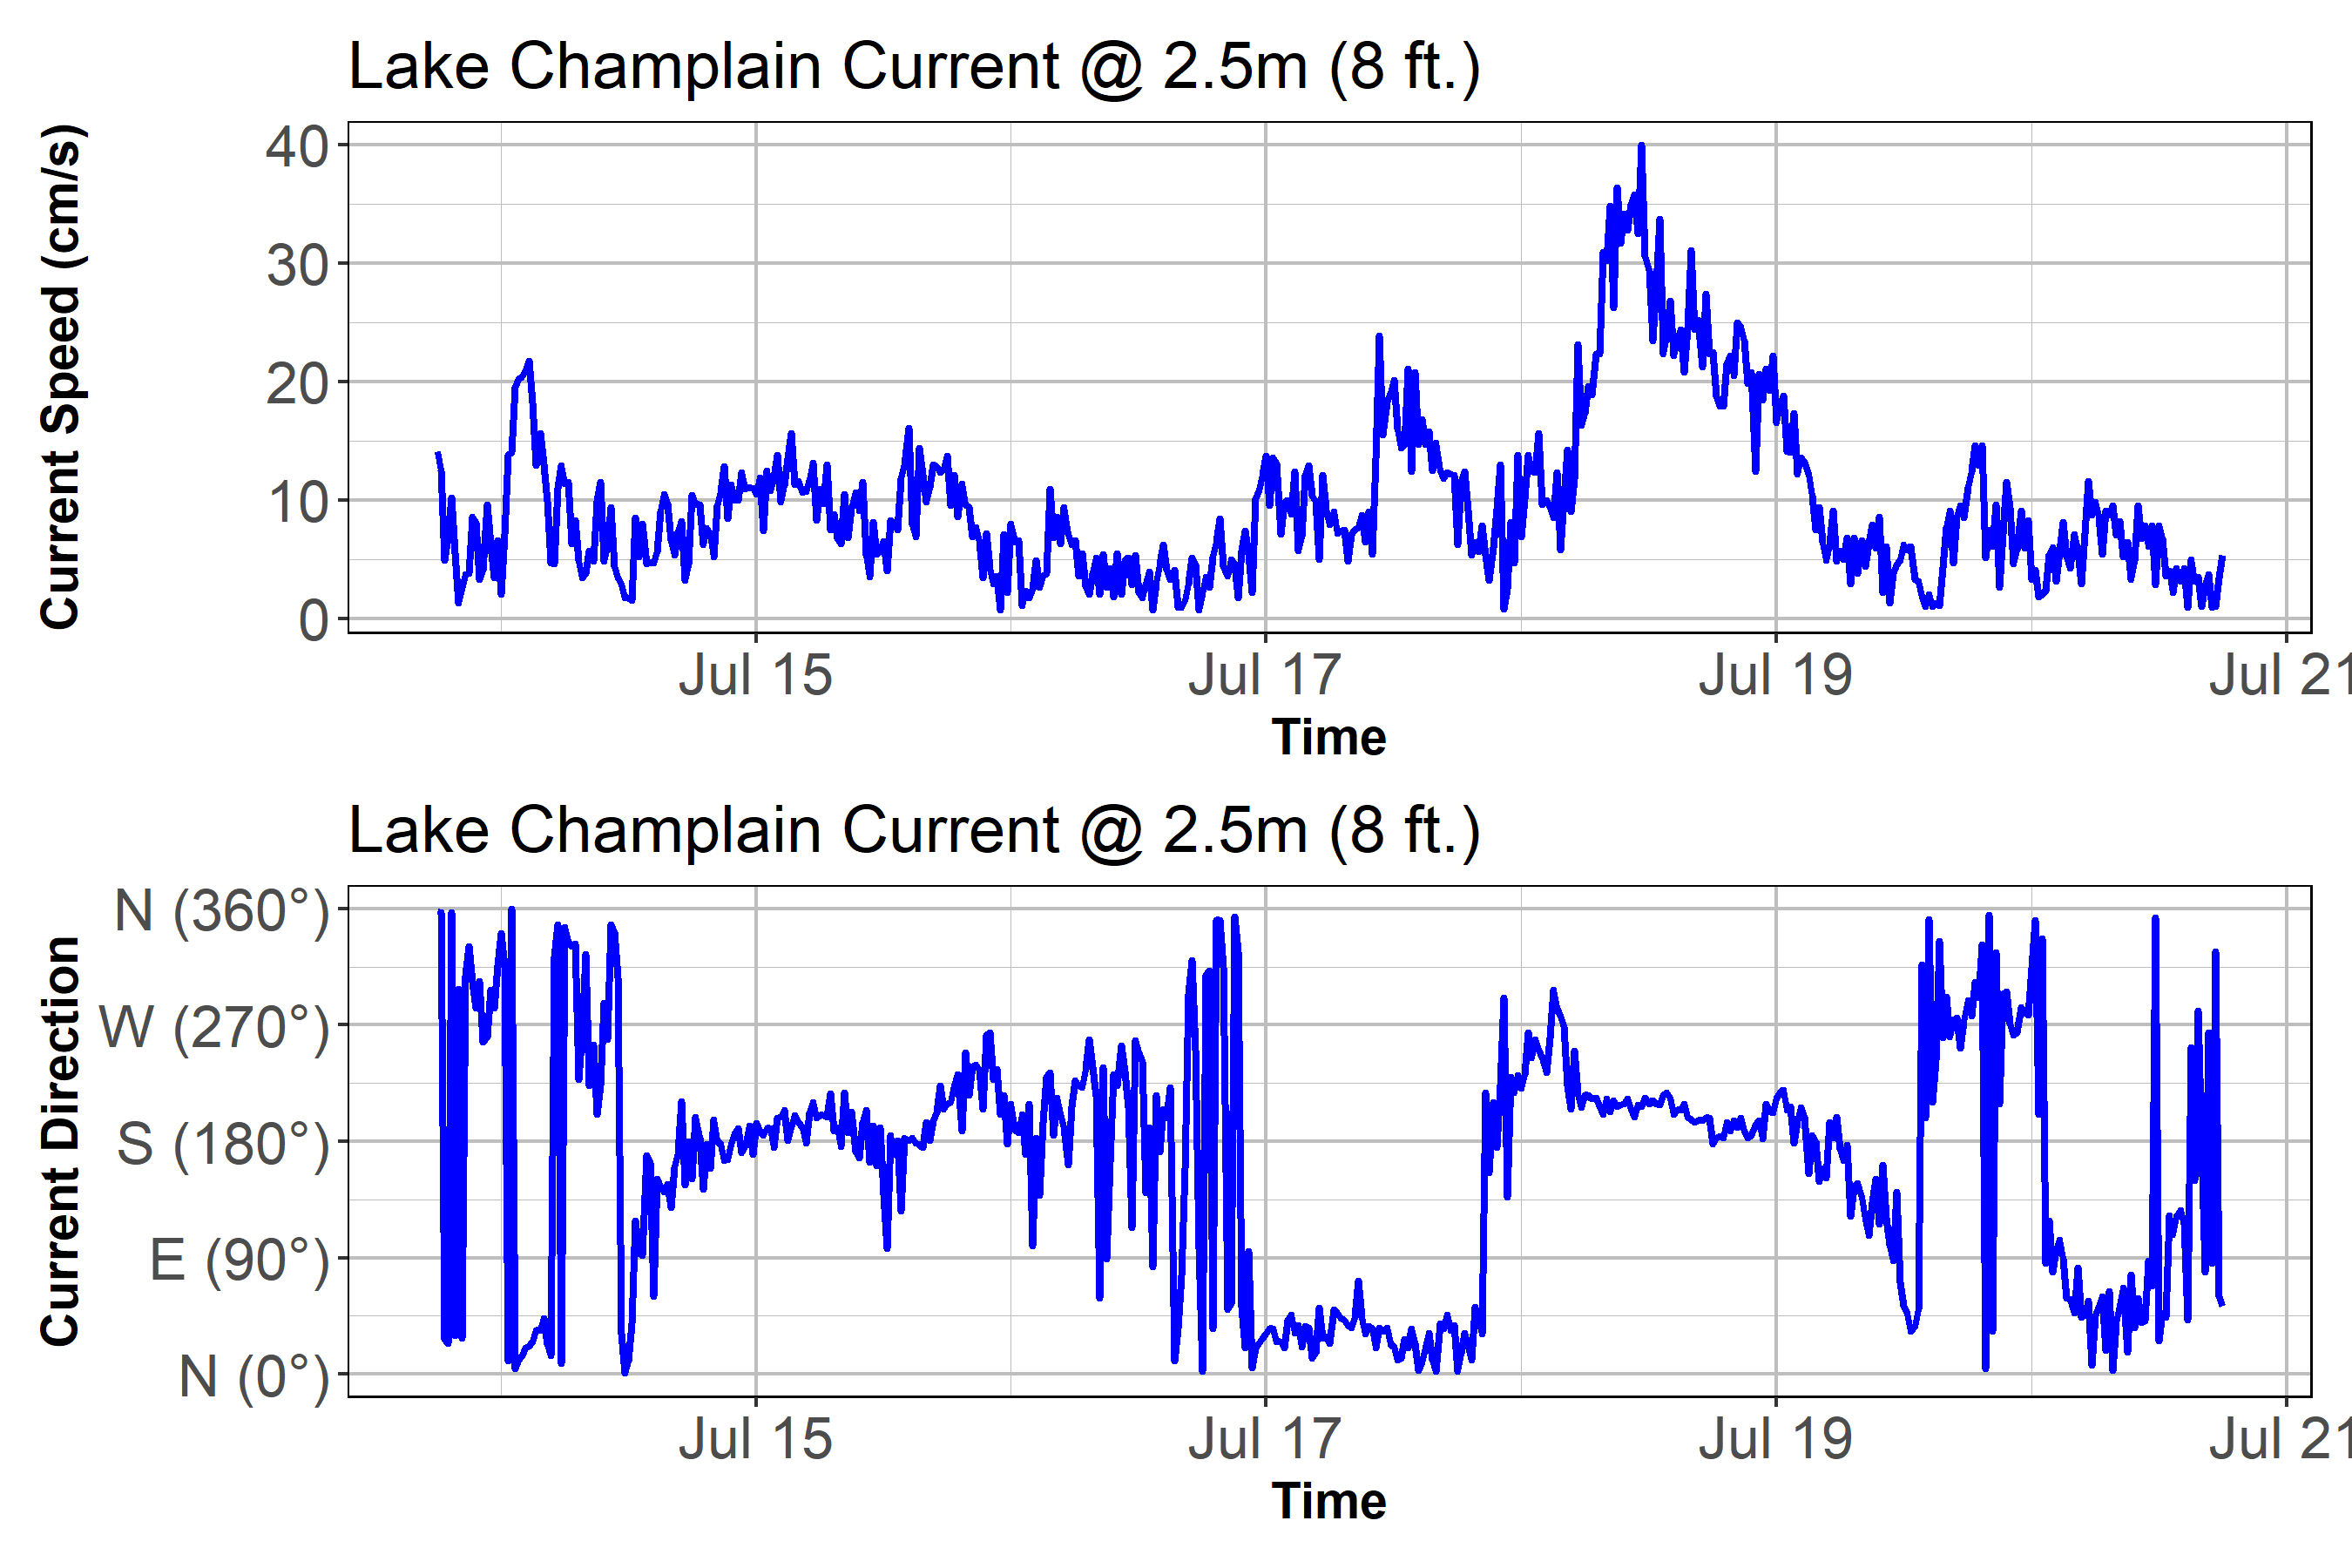 Lake Champlain Current @ 2.5m (8 ft.)
Current Speed (cm/s)
40
30
20
10
0
Jul 15
Jul 17
Jul 19
Jul 21
Time
Lake Champlain Current @ 2.5m (8 ft.)
Current Direction
N (360°)
W (270°)
S (180°)
E (90°)
N (0°)
Jul 15
Jul 17
Jul 19
Jul 21
Time